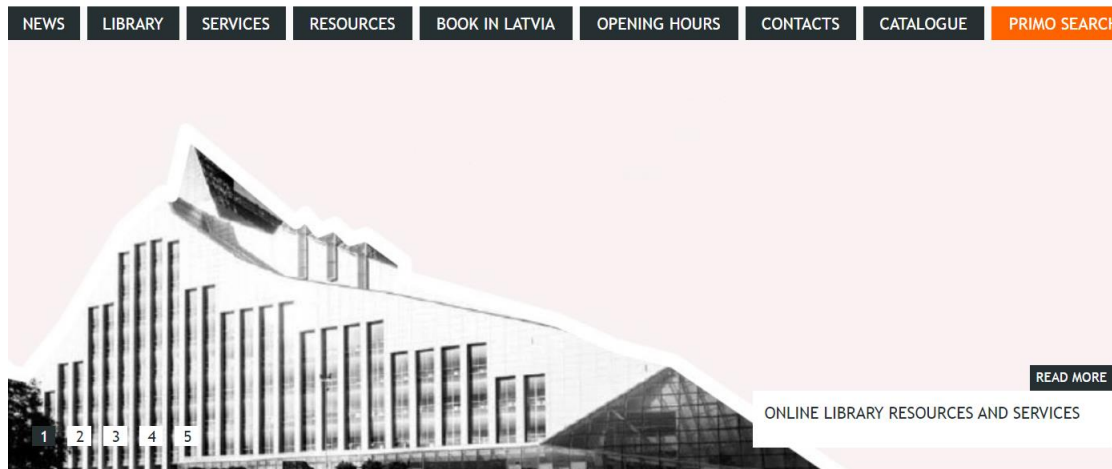 NEWS LIBRARY SERVICES RESOURCES BOOK IN LATVIA OPENING HOURS CONTACTS CATALOGUE PRIMO SEARCH
READ MORE
ONLINE LIBRARY RESOURCES AND SERVICES
1 2 3 4 5